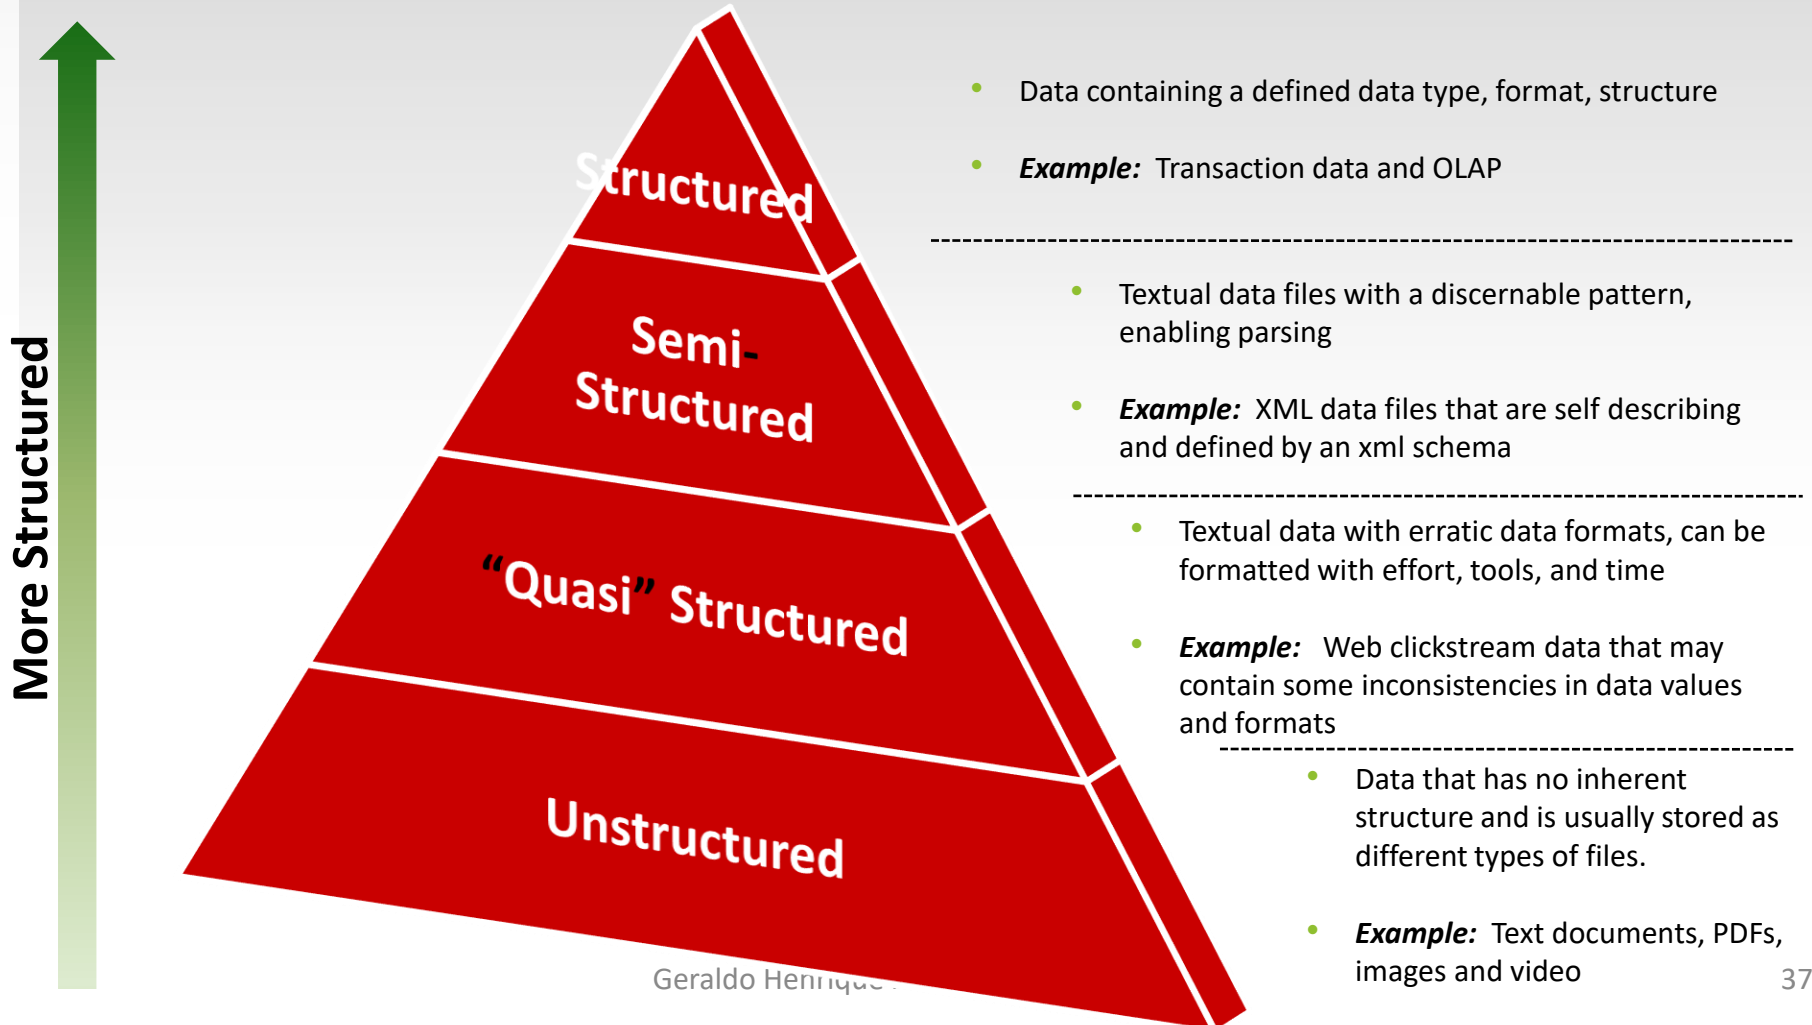 More Structured
Structured
• Data containing a defined data type, format, structure
• Example: Transaction data and OLAP
Semi-
Structured
• Textual data files with a discernable pattern,
enabling parsing
• Example: XML data files that are self describing
and defined by an xml schema
“Quasi” Structured
• Textual data with erratic data formats, can be
formatted with effort, tools, and time
• Example: Web clickstream data that may
contain some inconsistencies in data values
and formats
Unstructured
• Data that has no inherent
structure and is usually stored as
different types of files.
• Example: Text documents, PDFs,
images and video
Geraldo Henrique
37